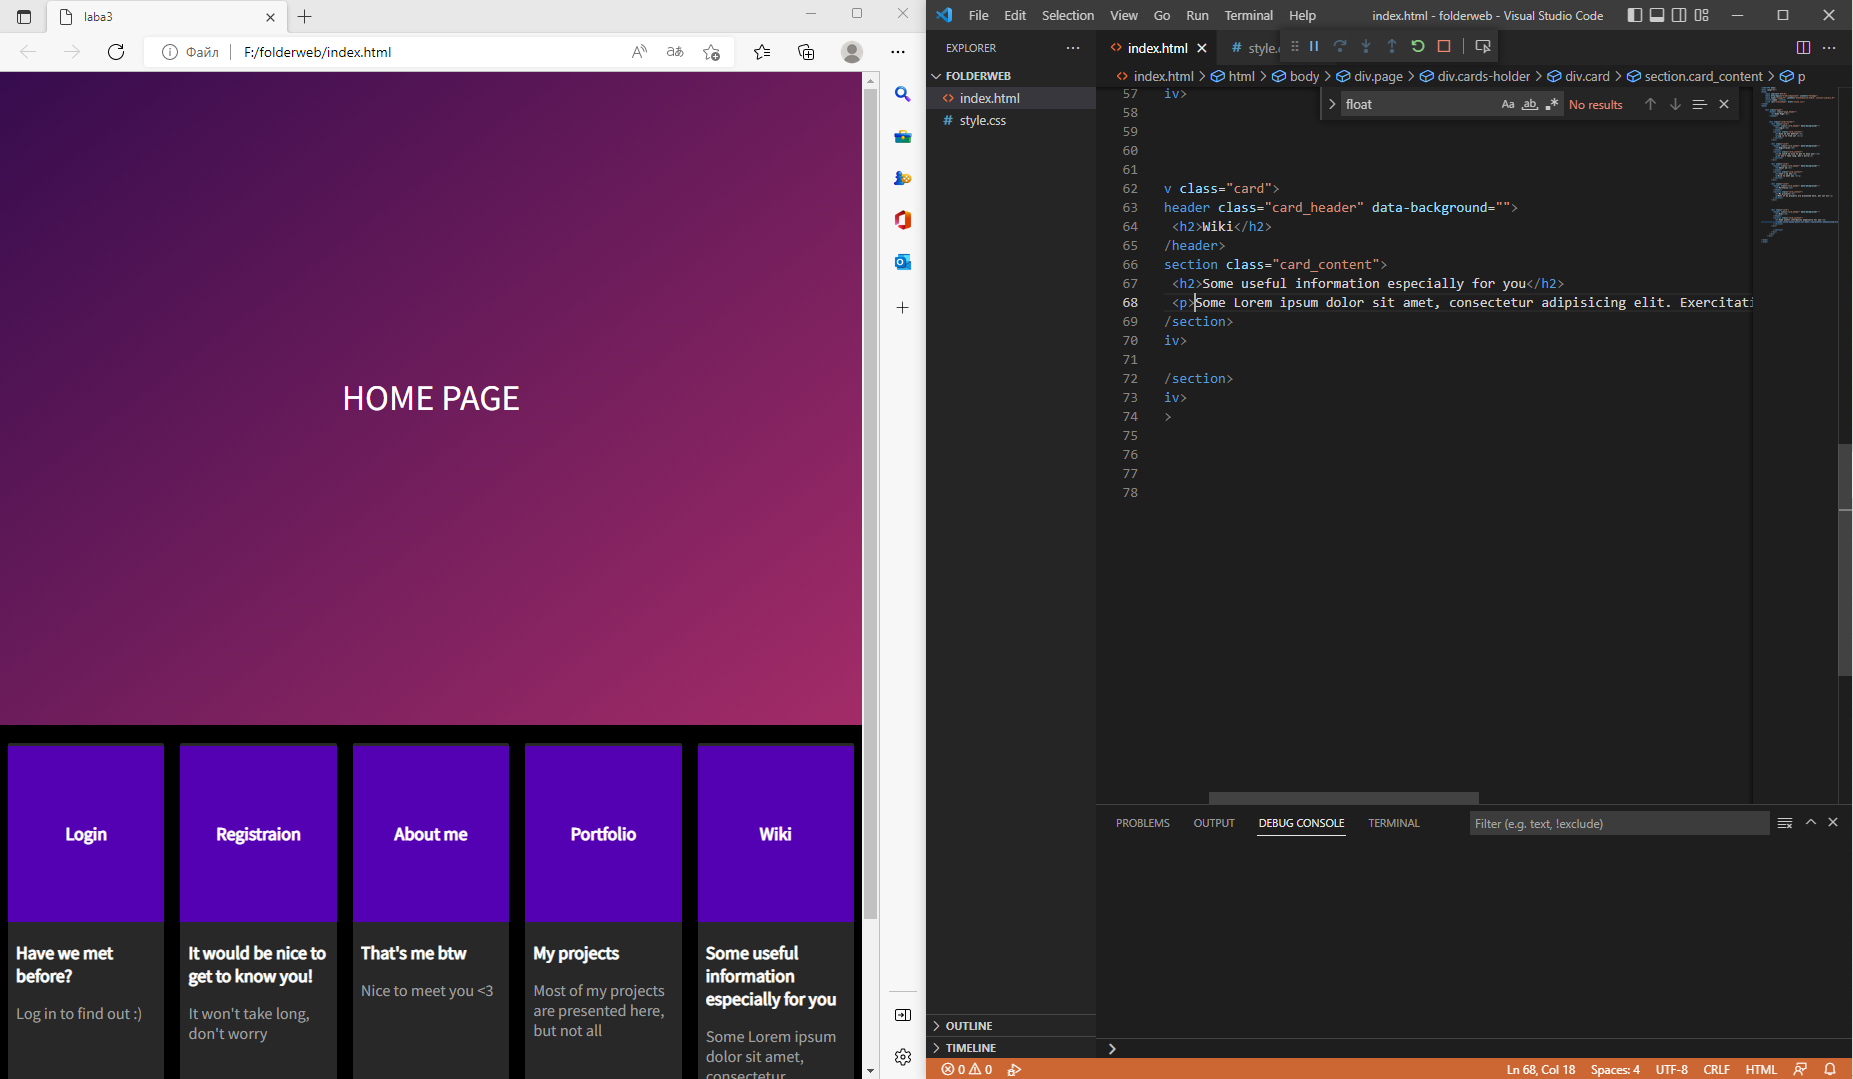 laba3
Файл
F:/folderweb/index.html
HOME PAGE
Login
Registraion
About me
Portfolio
Wiki
Have we met
before?
Log in to find out :)
It would be nice to
get to know you!
It won't take long,
don't worry
That's me btw
Nice to meet you <3
My projects
Most of my projects
are presented here,
but not all
Some useful
information
especially for you
Some Lorem ipsum
dolor sit amet,
consectetur
File Edit Selection View Go Run Terminal Help
index.html - folderweb - Visual Studio Code
EXPLORER
FOLDERWEB
index.html
style.css
index.html
style.c
index.html > html > body > div.page > div.cards-holder > div.card > section.card_content > p
float
Aa ab .*
No results
57 iv>
58
59
60
61
62 v class="card">
63 header class="card_header" data-background="">
64 <h2>Wiki</h2>
65 /header>
66 section class="card_content">
67 <h2>Some useful information especially for you</h2>
68 <p>Some Lorem ipsum dolor sit amet, consectetur adipisicing elit. Exercitati
69 /section>
70 iv>
71
72 /section>
73 iv>
74 >
75
76
77
78
PROBLEMS OUTPUT DEBUG CONSOLE TERMINAL
Filter (e.g. text, !exclude)
OUTLINE
TIMELINE
0 0
Ln 68, Col 18 Spaces: 4 UTF-8 CRLF HTML